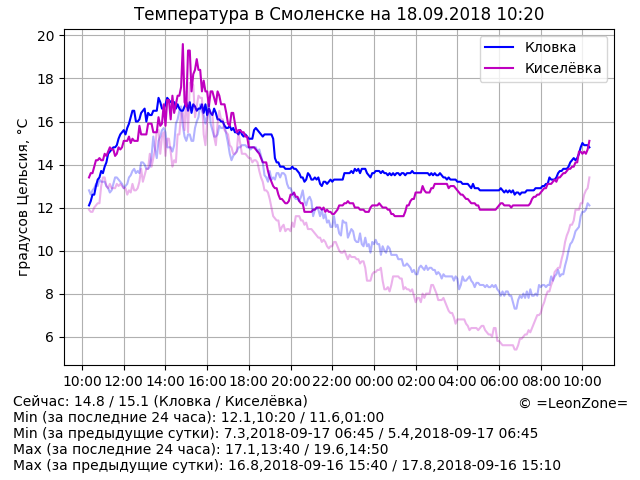 Температура в Смоленске на 18.09.2018 10:20
Кловка
Киселёвка
градусов Цельсия, °C
20
18
16
14
12
10
8
6
10:00 12:00 14:00 16:00 18:00 20:00 22:00 00:00 02:00 04:00 06:00 08:00 10:00
Сейчас: 14.8 / 15.1 (Кловка / Киселёвка)
© =LeonZone=
Min (за последние 24 часа): 12.1,10:20 / 11.6,01:00
Min (за предыдущие сутки): 7.3,2018-09-17 06:45 / 5.4,2018-09-17 06:45
Max (за последние 24 часа): 17.1,13:40 / 19.6,14:50
Max (за предыдущие сутки): 16.8,2018-09-16 15:40 / 17.8,2018-09-16 15:10